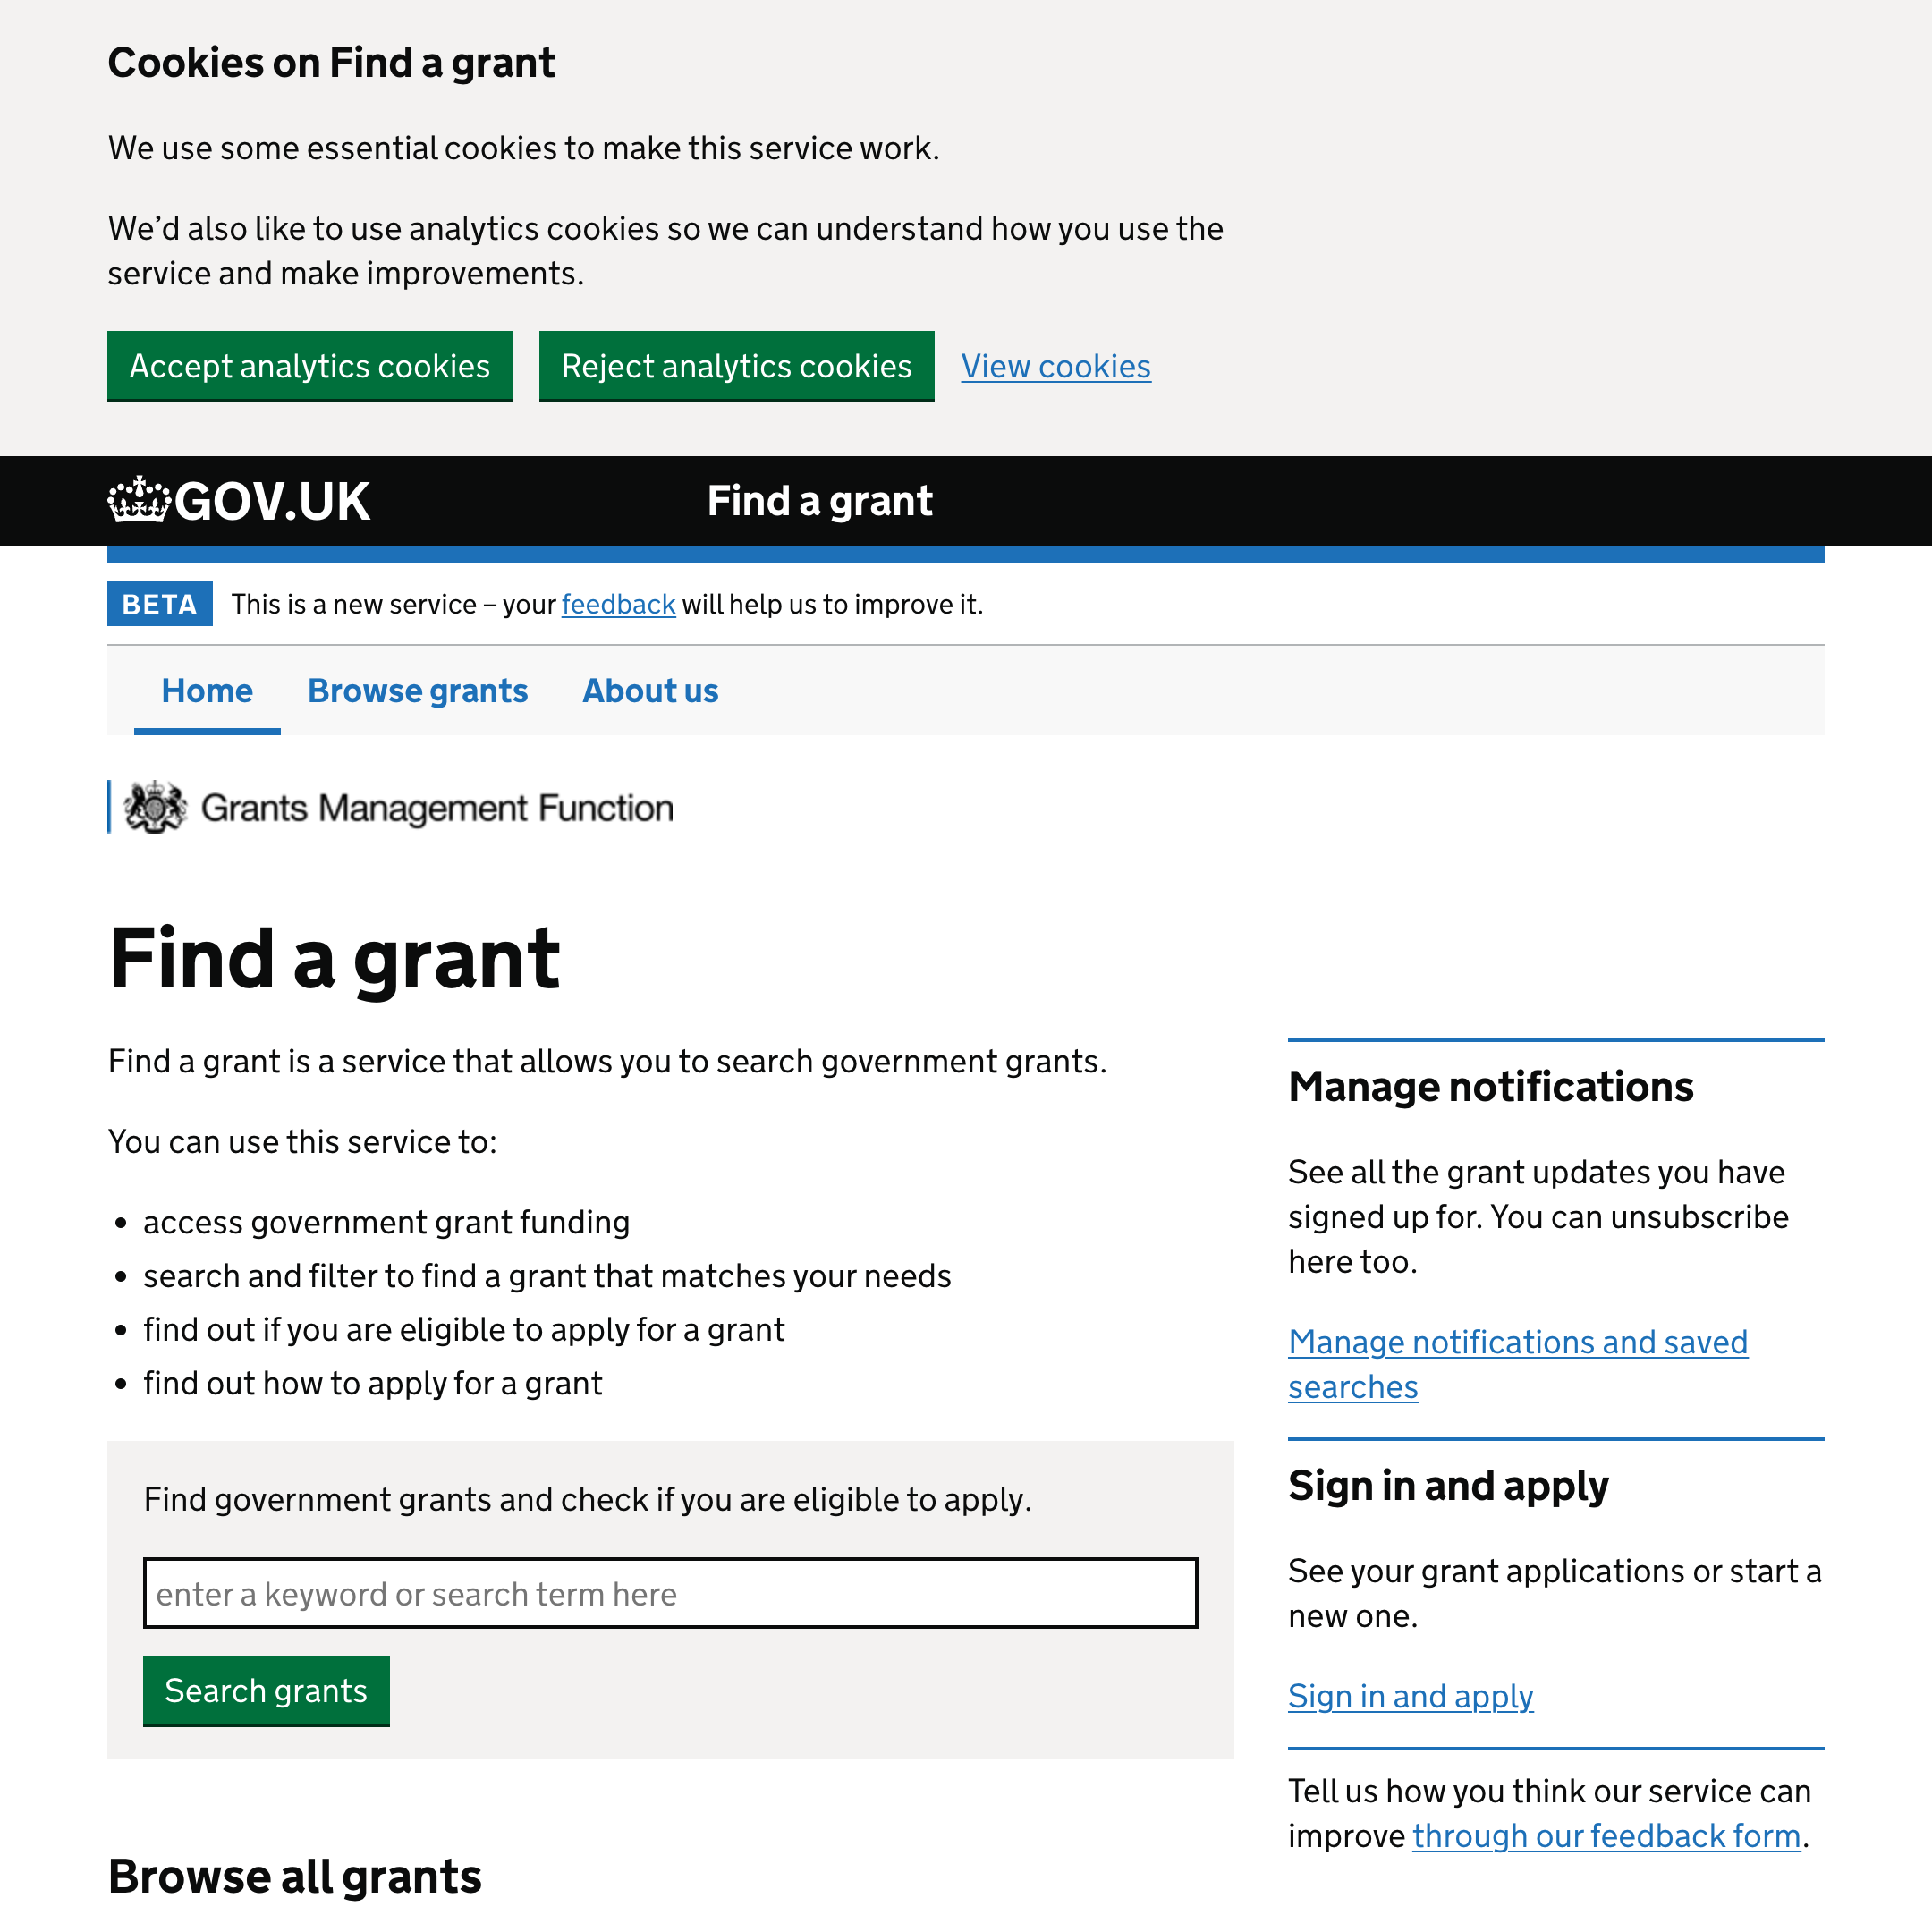 Cookies on Find a grant
We use some essential cookies to make this service work.
We’d also like to use analytics cookies so we can understand how you use the
service and make improvements.
Accept analytics cookies Reject analytics cookies View cookies
GOV.UK Find a grant
BETA This is a new service – your feedback will help us to improve it.
Home Browse grants About us
Grants Management Function
Find a grant
Find a grant is a service that allows you to search government grants.
You can use this service to:
• access government grant funding
• search and filter to find a grant that matches your needs
• find out if you are eligible to apply for a grant
• find out how to apply for a grant
Find government grants and check if you are eligible to apply.
enter a keyword or search term here
Search grants
Browse all grants
Manage notifications
See all the grant updates you have
signed up for. You can unsubscribe
here too.
Manage notifications and saved
searches
Sign in and apply
See your grant applications or start a
new one.
Sign in and apply
Tell us how you think our service can
improve through our feedback form.